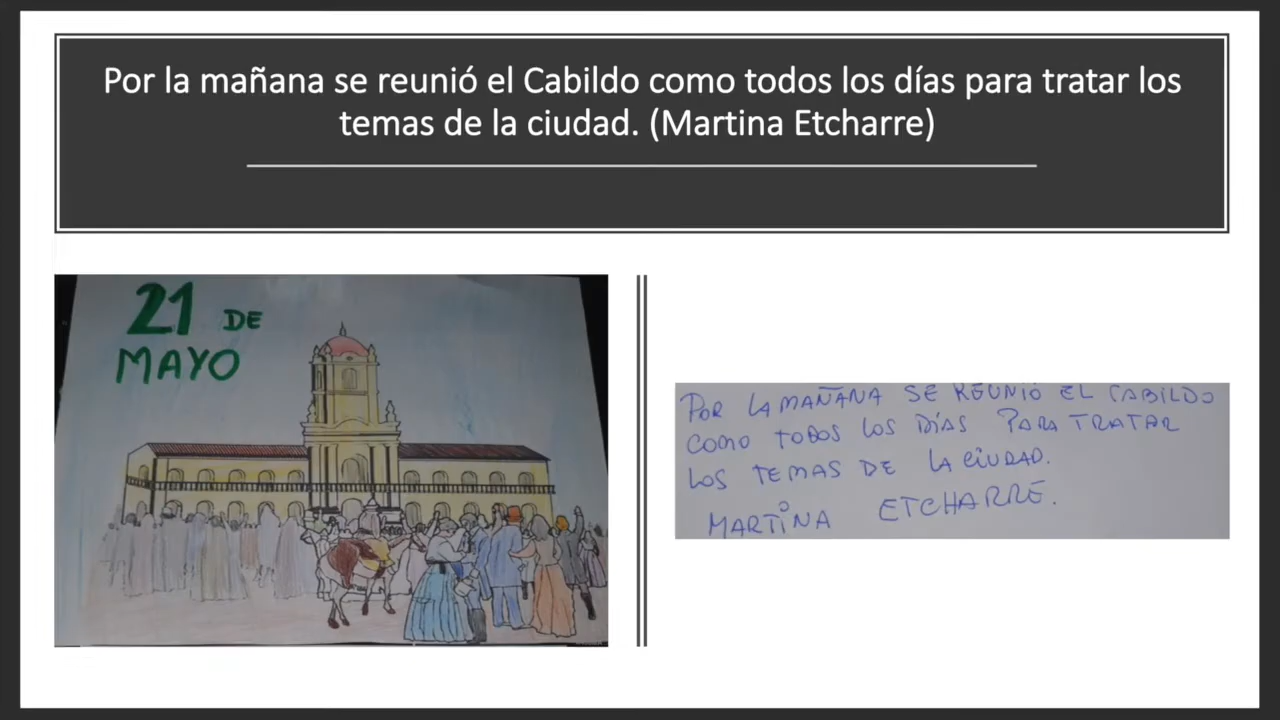 Por la mañana se reunió el Cabildo como todos los días para tratar los
temas de la ciudad. (Martina Etcharre)
21 DE
MAYO
POR LA MAÑANA SE REUNIÓ EL CABILDO
COMO TODOS LOS DÍAS PARA TRATAR
LOS TEMAS DE LA CIUDAD.
MARTINA ETCHARRE.